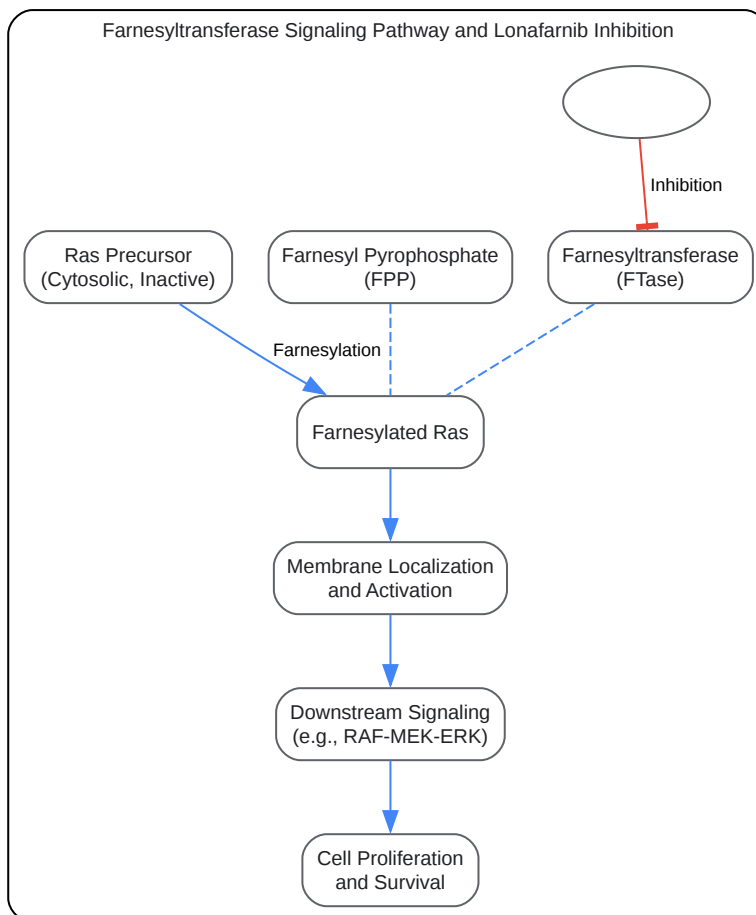 Farnesyltransferase Signaling Pathway and Lonafarnib Inhibition
Inhibition
Ras Precursor
(Cytosolic, Inactive)
Farnesyl Pyrophosphate
(FPP)
Farnesyltransferase
(FTase)
Farnesylation
Farnesylated Ras
Membrane Localization
and Activation
Downstream Signaling
(e.g., RAF-MEK-ERK)
Cell Proliferation
and Survival